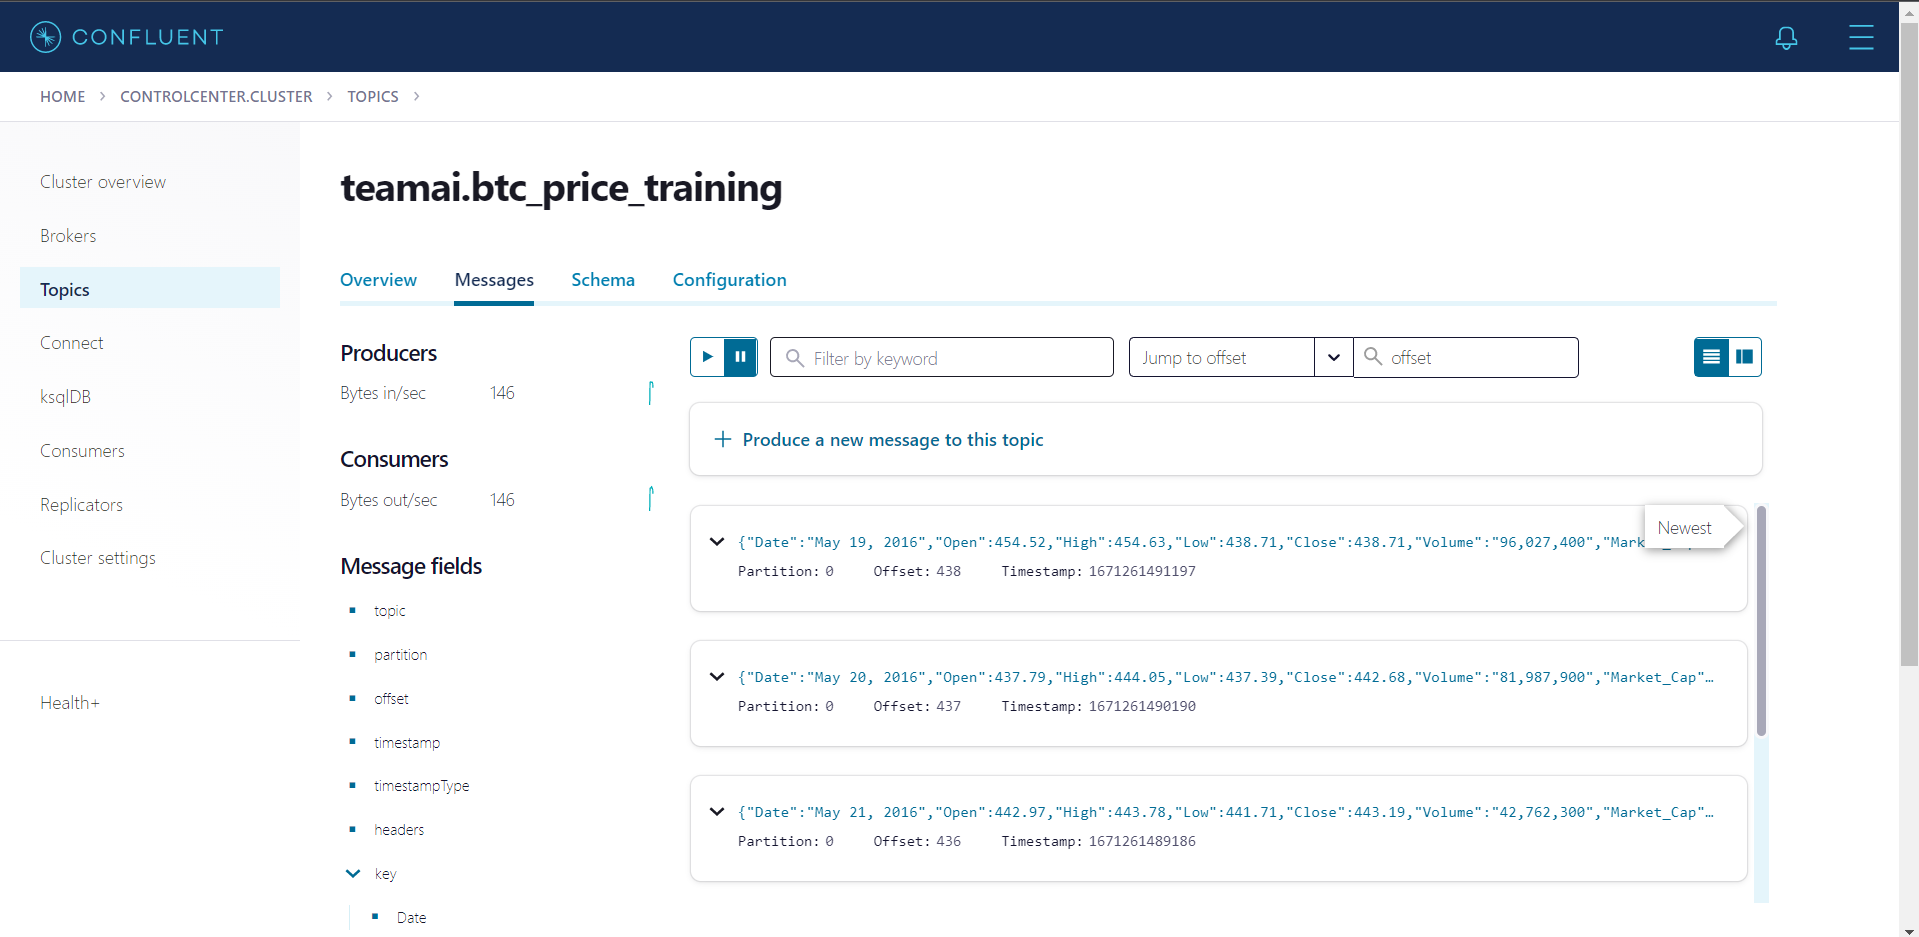 CONFLUENT
HOME > CONTROLCENTER.CLUSTER > TOPICS >
Cluster overview
Brokers
Topics
Connect
ksqlDB
Consumers
Replicators
Cluster settings
Health+
teamai.btc_price_training
Overview Messages Schema Configuration
Producers
Bytes in/sec 146
Consumers
Bytes out/sec 146
Message fields
topic
partition
offset
timestamp
timestampType
headers
key
Date
Filter by keyword
Jump to offset
offset
+ Produce a new message to this topic
Newest
{"Date":"May 19, 2016","Open":454.52,"High":454.63,"Low":438.71,"Close":438.71,"Volume":"96,027,400","Mark
Partition: 0 Offset: 438 Timestamp: 1671261491197
{"Date":"May 20, 2016","Open":437.79,"High":444.05,"Low":437.39,"Close":442.68,"Volume":"81,987,900","Market_Cap"…
Partition: 0 Offset: 437 Timestamp: 1671261490190
{"Date":"May 21, 2016","Open":442.97,"High":443.78,"Low":441.71,"Close":443.19,"Volume":"42,762,300","Market_Cap"…
Partition: 0 Offset: 436 Timestamp: 1671261489186